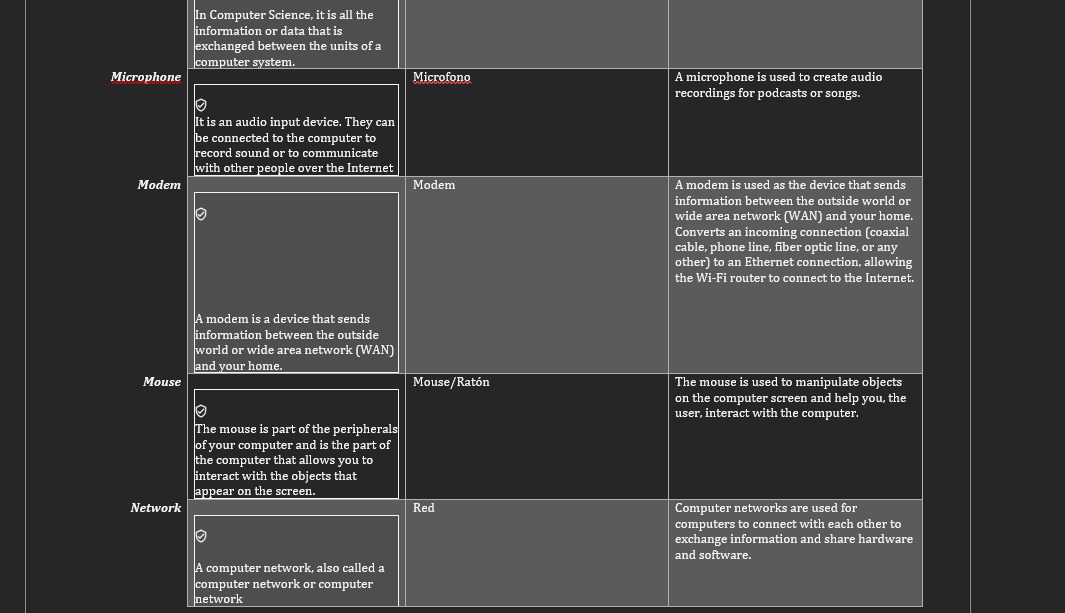 In Computer Science, it is all the
information or data that is
exchanged between the units of a
computer system.
Microphone
It is an audio input device. They can
be connected to the computer to
record sound or to communicate
with other people over the Internet
Microfono
A microphone is used to create audio
recordings for podcasts or songs.
Modem
A modem is a device that sends
information between the outside
world or wide area network (WAN)
and your home.
Modem
A modem is used as the device that sends
information between the outside world or
wide area network (WAN) and your home.
Converts an incoming connection (coaxial
cable, phone line, fiber optic line, or any
other) to an Ethernet connection, allowing
the Wi-Fi router to connect to the Internet.
Mouse
The mouse is part of the peripherals
of your computer and is the part of
the computer that allows you to
interact with the objects that
appear on the screen.
Mouse/Ratón
The mouse is used to manipulate objects
on the computer screen and help you, the
user, interact with the computer.
Network
A computer network, also called a
computer network or computer
network
Red
Computer networks are used for
computers to connect with each other to
exchange information and share hardware
and software.